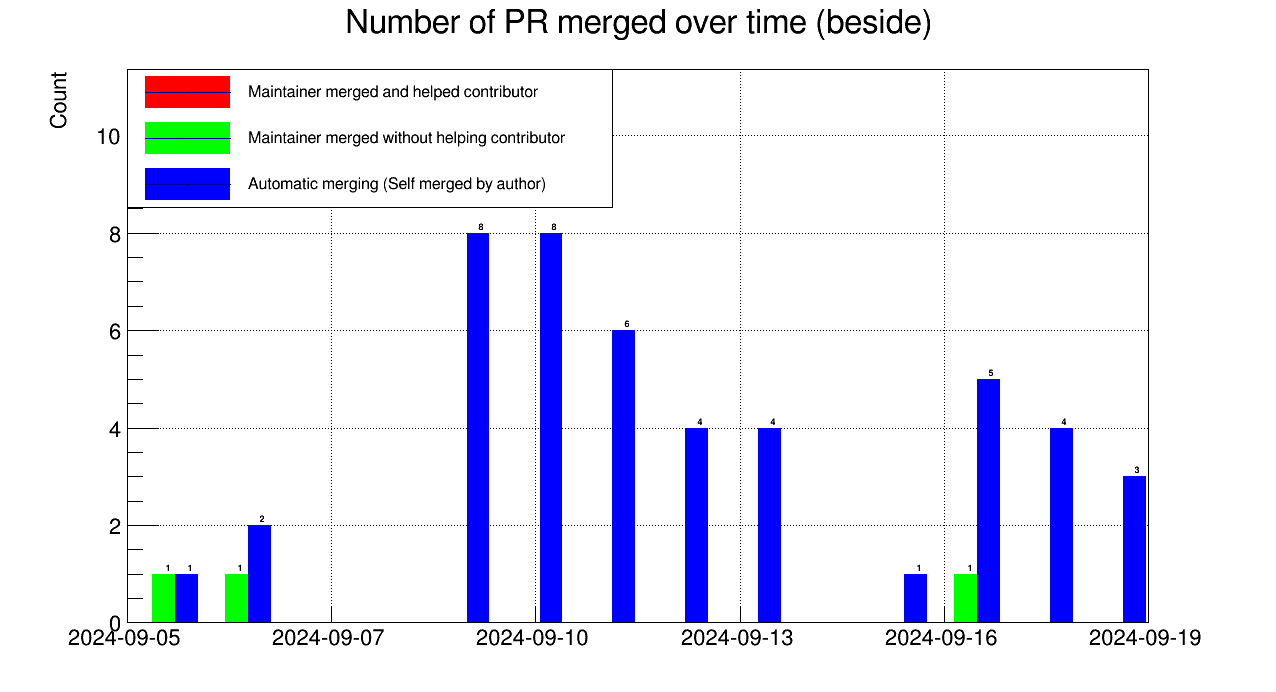 Number of PR merged over time (beside)
Count
Maintainer merged and helped contributor
Maintainer merged without helping contributor
Automatic merging (Self merged by author)
10
8
6
4
2
0
1 1 1 2 8 8 6 4 4 1 1 5 4 3
2024-09-05 2024-09-07 2024-09-10 2024-09-13 2024-09-16 2024-09-19